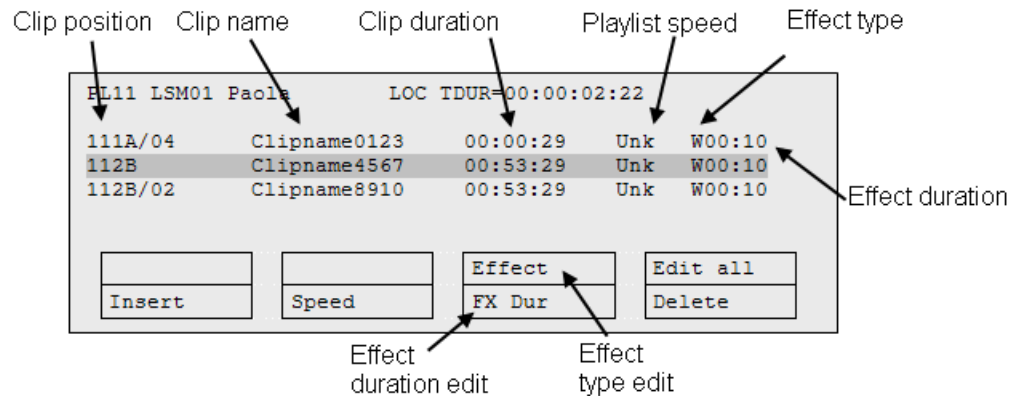 Clip position Clip name Clip duration Playlist speed Effect type
PL11 LSM01 Paola LOC TDUR=00:00:02:22
111A/04 Clipname0123 00:00:29 Unk W00:10
112B Clipname4567 00:53:29 Unk W00:10
112B/02 Clipname8910 00:53:29 Unk W00:10
Effect duration
Effect Edit all
Insert Speed FX Dur Delete
Effect duration edit
Effect type edit